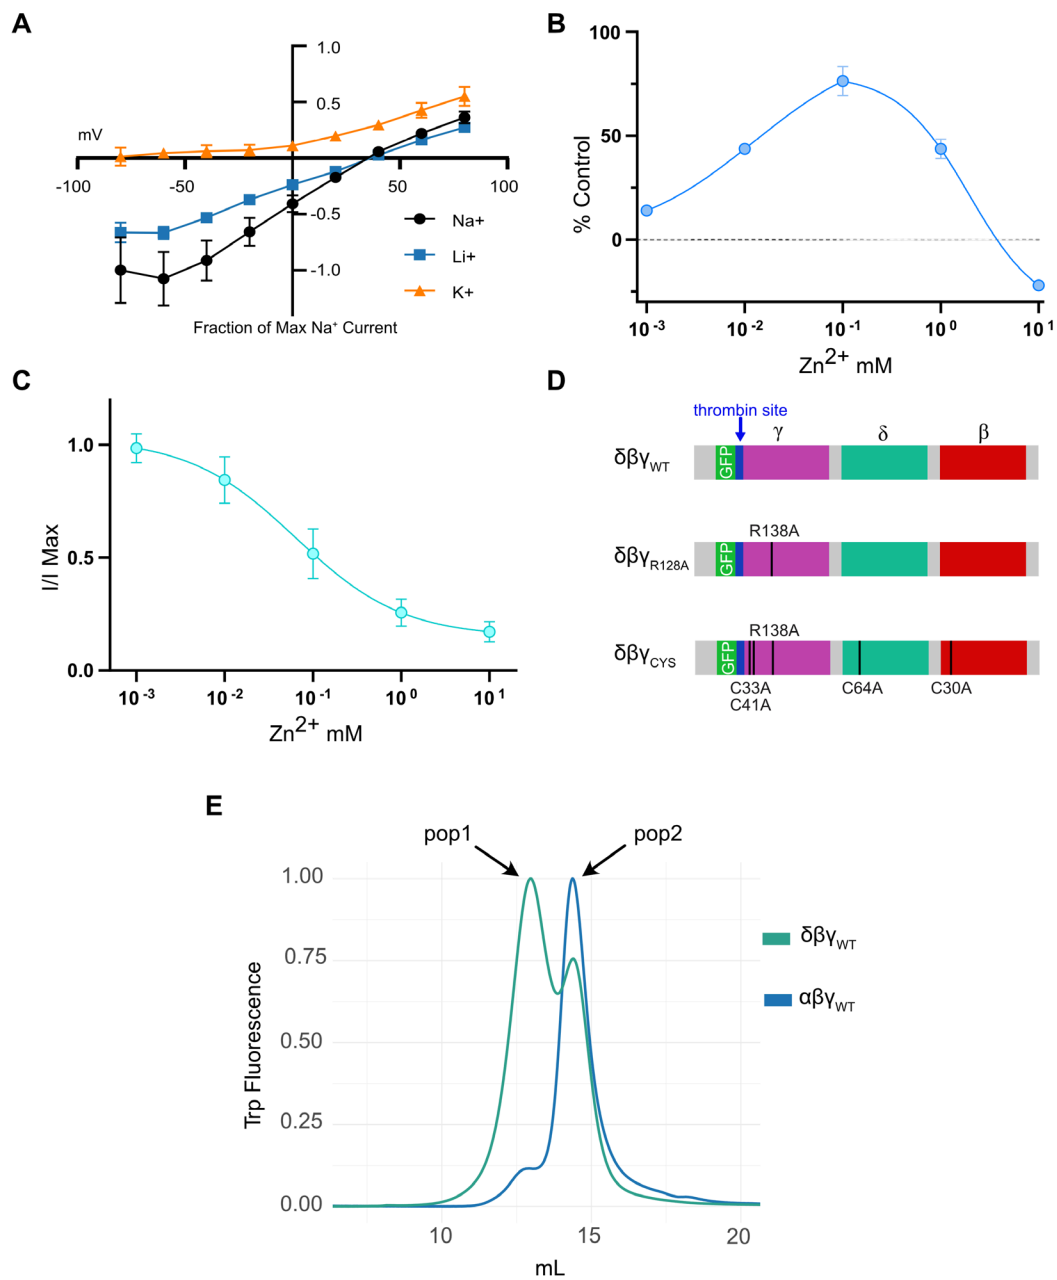 A
mV
1.0
0.5
-0.5
-1.0
-100
-50
50
100
Na+
Li+
K+
Fraction of Max Na⁺ Current
B
% Control
100
50
0
10⁻³
10⁻²
10⁻¹
10⁰
10¹
Zn²⁺ mM
C
I/I Max
1.0
0.5
0.0
10⁻³
10⁻²
10⁻¹
10⁰
10¹
Zn²⁺ mM
D
thrombin site
γ
δ
β
δβγWT
GFP
R138A
δβγR128A
GFP
R138A
δβγCYS
GFP
C33A
C41A
C64A
C30A
E
pop1
pop2
Trp Fluorescence
1.00
0.75
0.50
0.25
0.00
10
15
20
mL
δβγWT
αβγWT